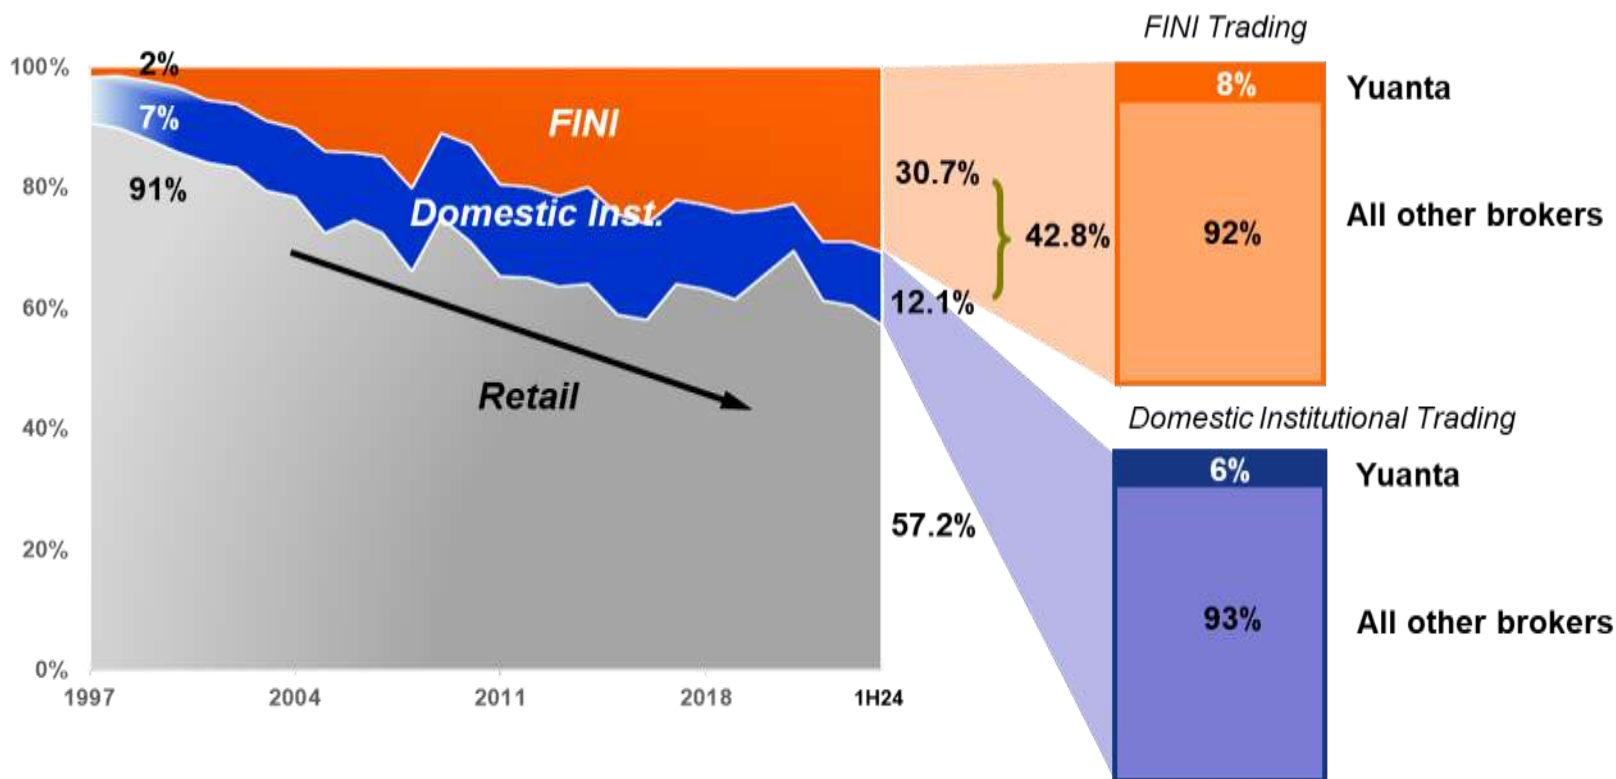 FINI Trading
100%
2%
8%
Yuanta
7%
FINI
30.7%
80%
91%
All other brokers
Domestic Inst.
42.8%
92%
12.1%
60%
Retail
40%
Domestic Institutional Trading
6%
Yuanta
57.2%
20%
93%
All other brokers
0%
1997
2004
2011
2018
1H24